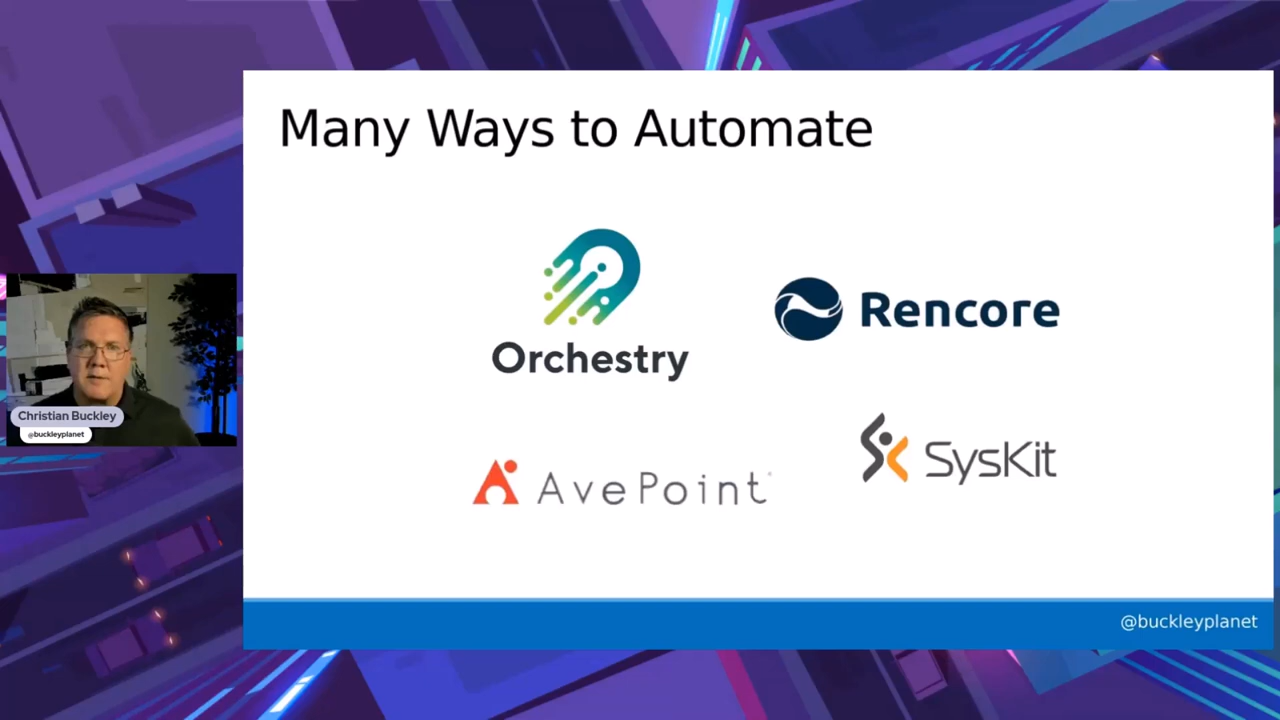 Many Ways to Automate
Orchestry
Rencore
AvePoint
SysKit
Christian Buckley
@buckleyplanet
@buckleyplanet